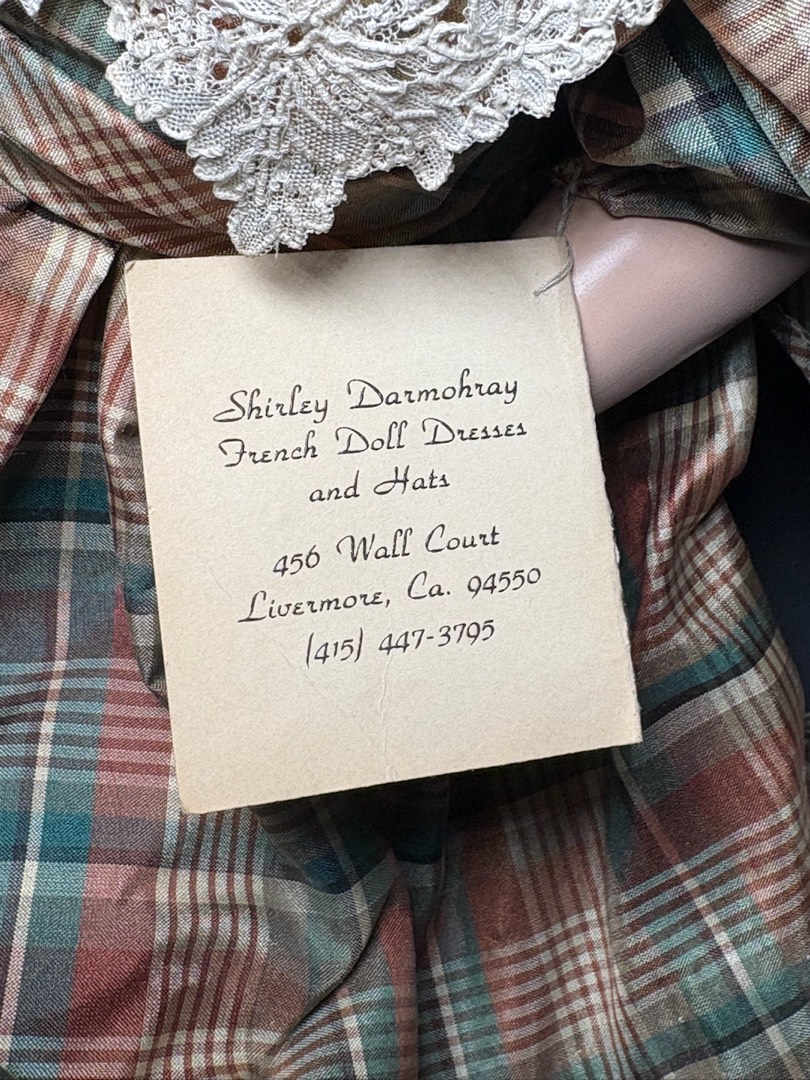 Shirley Darmohray
French Doll Dresses
and Hats
456 Wall Court
Livermore, Ca. 94550
(415) 447-3795